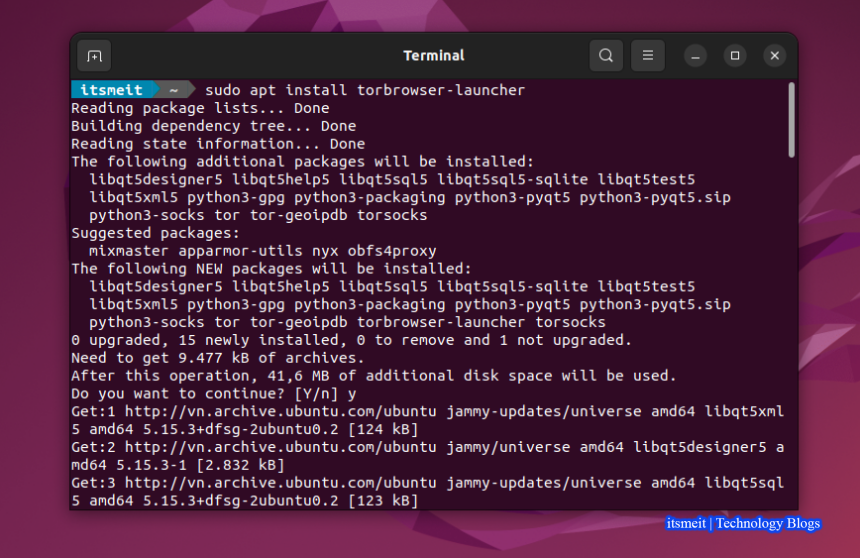 Terminal
itsmeit ~ sudo apt install torbrowser-launcher
Reading package lists... Done
Building dependency tree... Done
Reading state information... Done
The following additional packages will be installed:
  libqt5designer5 libqt5help5 libqt5sql5 libqt5sql5-sqlite libqt5test5
  libqt5xml5 python3-gpg python3-packaging python3-pyqt5 python3-pyqt5.sip
  python3-socks tor tor-geoipdb torsocks
Suggested packages:
  mixmaster apparmor-utils nyx obfs4proxy
The following NEW packages will be installed:
  libqt5designer5 libqt5help5 libqt5sql5 libqt5sql5-sqlite libqt5test5
  libqt5xml5 python3-gpg python3-packaging python3-pyqt5 python3-pyqt5.sip
  python3-socks tor tor-geoipdb torbrowser-launcher torsocks
0 upgraded, 15 newly installed, 0 to remove and 1 not upgraded.
Need to get 9.477 kB of archives.
After this operation, 41,6 MB of additional disk space will be used.
Do you want to continue? [Y/n] y
Get:1 http://vn.archive.ubuntu.com/ubuntu jammy-updates/universe amd64 libqt5xml
5 amd64 5.15.3+dfsg-2ubuntu0.2 [124 kB]
Get:2 http://vn.archive.ubuntu.com/ubuntu jammy/universe amd64 libqt5designer5 a
md64 5.15.3-1 [2.832 kB]
Get:3 http://vn.archive.ubuntu.com/ubuntu jammy-updates/universe amd64 libqt5sql
5 amd64 5.15.3+dfsg-2ubuntu0.2 [123 kB]
itsmeit | Technology Blogs